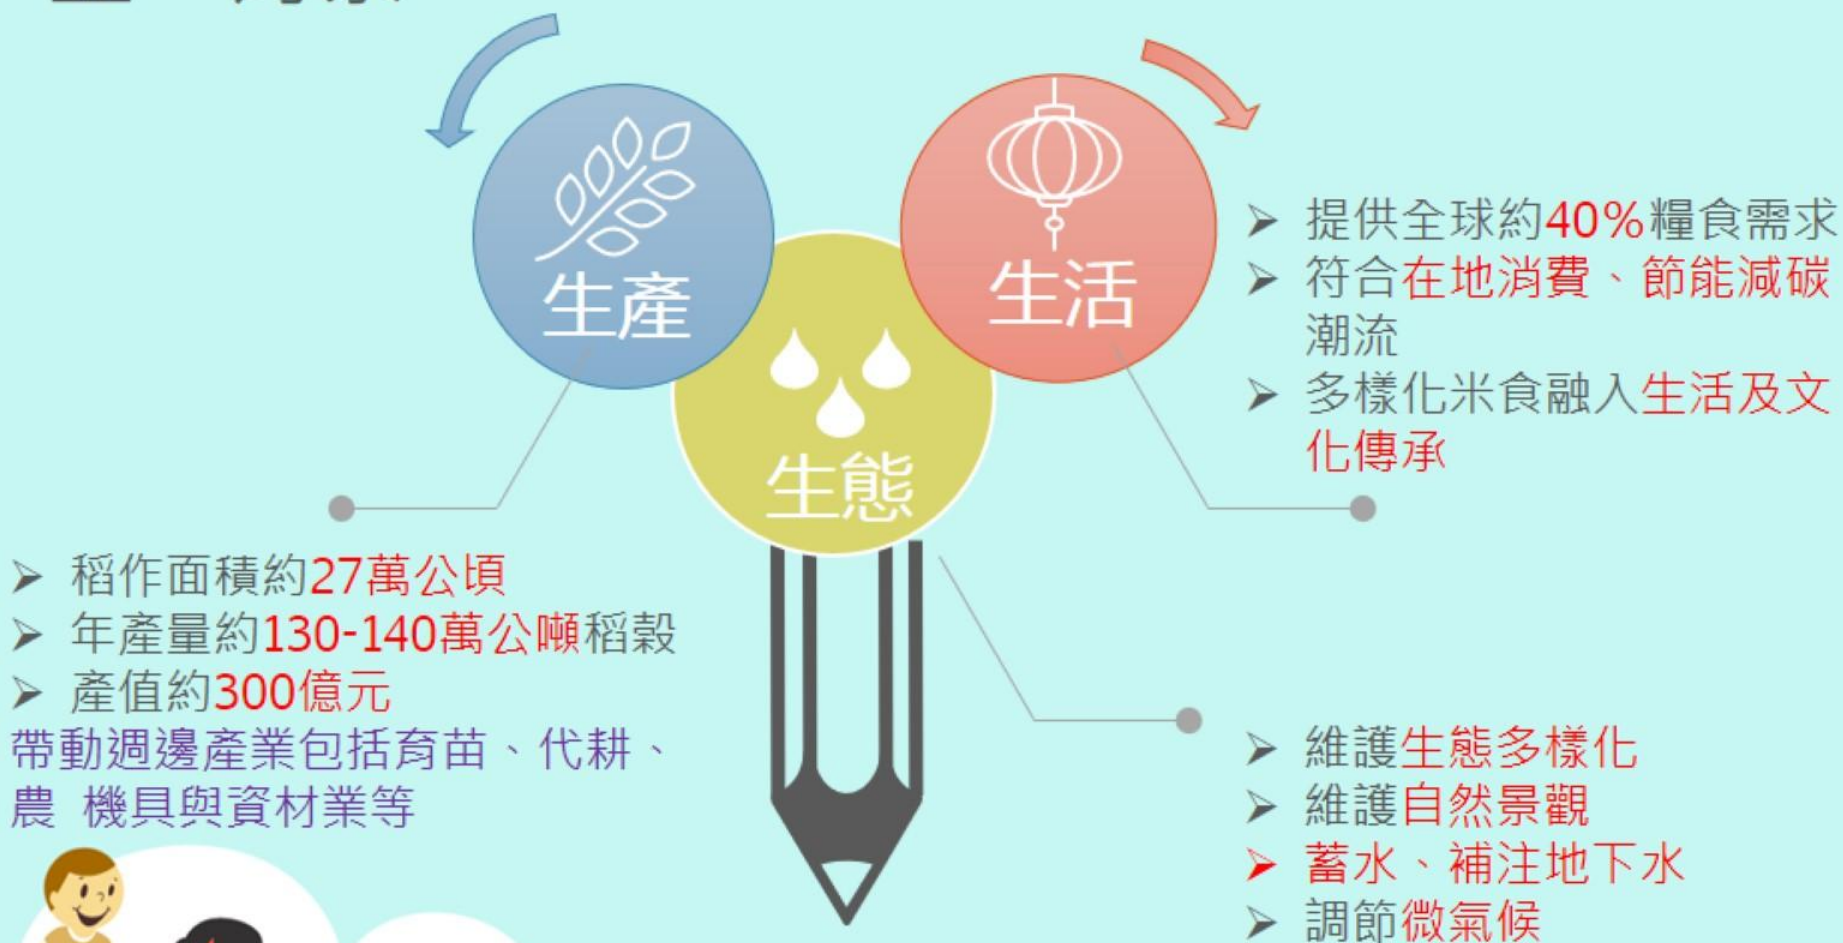 生產
生活
生態
提供全球約40%糧食需求
符合在地消費、節能減碳
潮流
多樣化米食融入生活及文
化傳承
稻作面積約27萬公頃
年產量約130-140萬公噸稻榖
產值約300億元
帶動週邊產業包括育苗、代耕、
農 機具與資材業等
維護生態多樣化
維護自然景觀
蓄水、補注地下水
調節微氣候